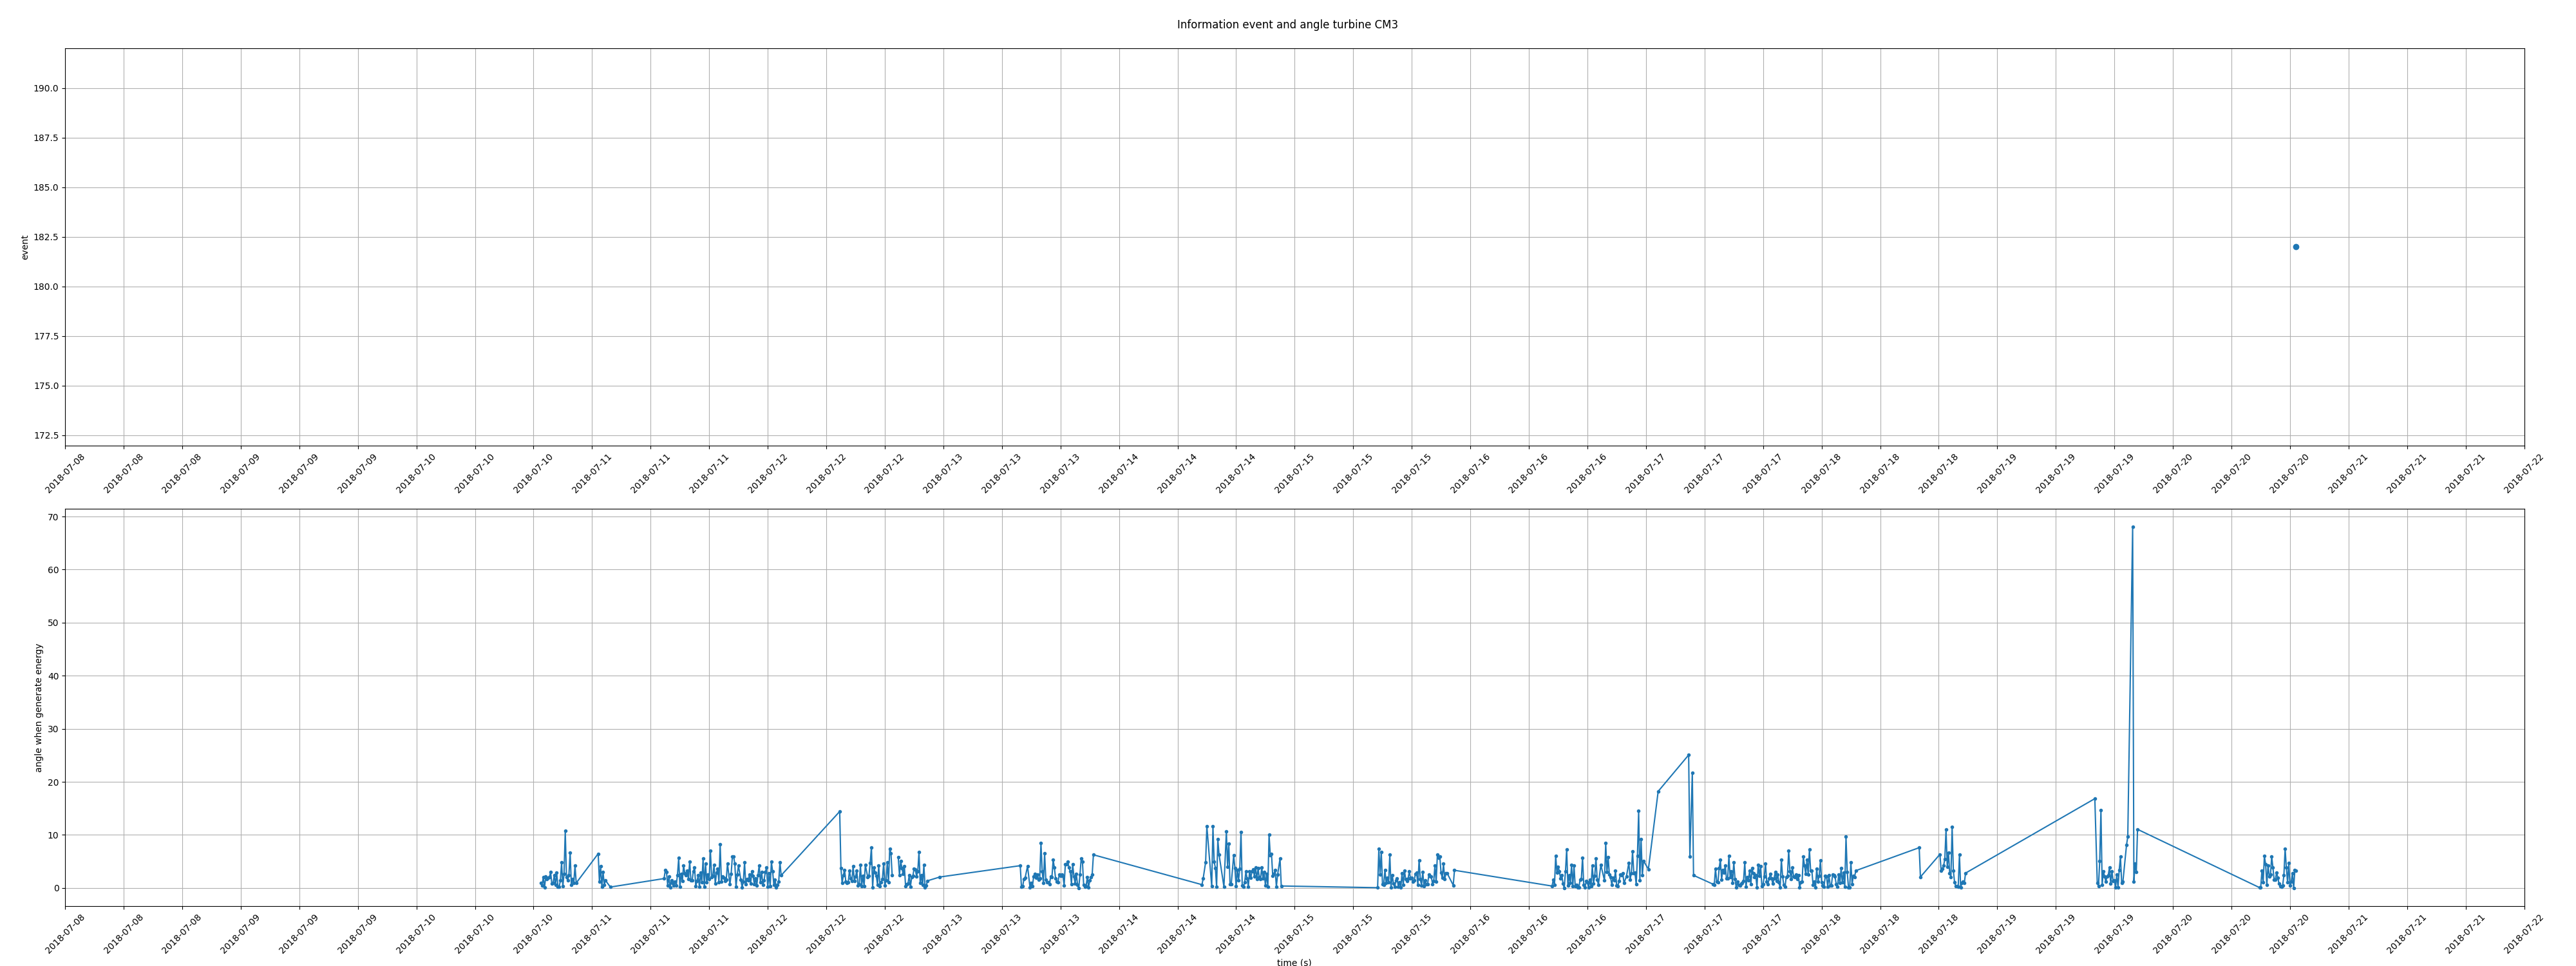 Information event and angle turbine CM3
190.0
187.5
185.0
182.5
180.0
177.5
175.0
172.5
event
2018-07-08 2018-07-08 2018-07-08 2018-07-09 2018-07-09 2018-07-09 2018-07-10 2018-07-10 2018-07-10 2018-07-11 2018-07-11 2018-07-11 2018-07-12 2018-07-12 2018-07-12 2018-07-13 2018-07-13 2018-07-13 2018-07-14 2018-07-14 2018-07-14 2018-07-15 2018-07-15 2018-07-15 2018-07-16 2018-07-16 2018-07-16 2018-07-17 2018-07-17 2018-07-17 2018-07-18 2018-07-18 2018-07-18 2018-07-19 2018-07-19 2018-07-19 2018-07-20 2018-07-20 2018-07-20 2018-07-21 2018-07-21 2018-07-21 2018-07-22
70
60
50
40
30
20
10
0
angle when generate energy
2018-07-08 2018-07-08 2018-07-08 2018-07-09 2018-07-09 2018-07-09 2018-07-10 2018-07-10 2018-07-10 2018-07-11 2018-07-11 2018-07-11 2018-07-12 2018-07-12 2018-07-12 2018-07-13 2018-07-13 2018-07-13 2018-07-14 2018-07-14 2018-07-14 2018-07-15 2018-07-15 2018-07-15 2018-07-16 2018-07-16 2018-07-16 2018-07-17 2018-07-17 2018-07-17 2018-07-18 2018-07-18 2018-07-18 2018-07-19 2018-07-19 2018-07-19 2018-07-20 2018-07-20 2018-07-20 2018-07-21 2018-07-21 2018-07-21 2018-07-22
time (s)